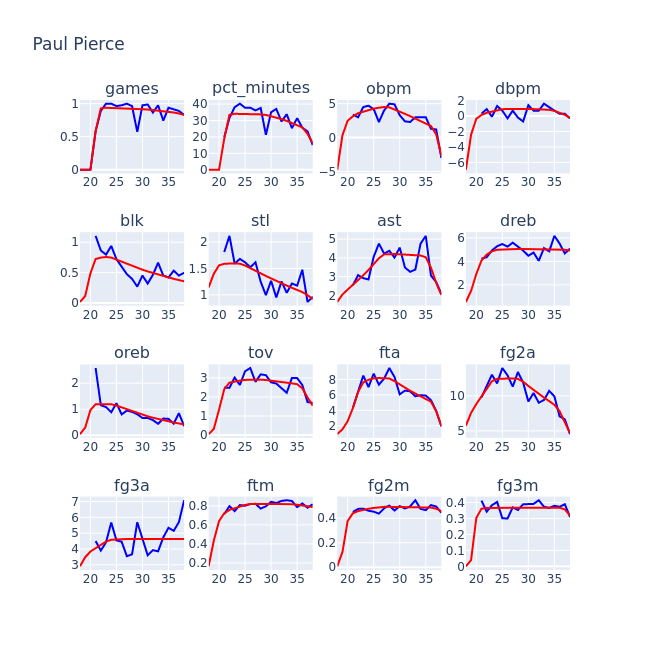 Paul Pierce
games pct_minutes obpm dbpm
1 0.5 0 20 25 30 35
40 30 20 10 0 20 25 30 35
5 0 −5 20 25 30 35
2 0 −2 −4 −6 20 25 30 35
blk stl ast dreb
1 0.5 0 20 25 30 35
2 1.5 1 20 25 30 35
5 4 3 2 20 25 30 35
6 4 2 20 25 30 35
oreb tov fta fg2a
2 1 0 20 25 30 35
3 2 1 0 20 25 30 35
8 6 4 2 20 25 30 35
10 5 20 25 30 35
fg3a ftm fg2m fg3m
7 6 5 4 3 20 25 30 35
0.8 0.6 0.4 0.2 20 25 30 35
0.4 0.2 0 20 25 30 35
0.4 0.3 0.2 0.1 0 20 25 30 35